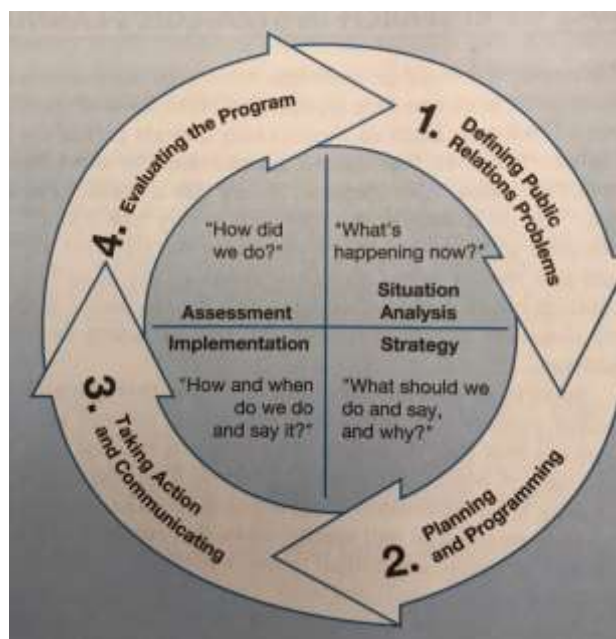 1.
Defining Public
Relations Problems
"What's
happening now?"
Situation
Analysis
2.
Planning
and Programming
Strategy
"What should we
do and say,
and why?"
3.
Taking Action
and Communicating
Implementation
"How and when
do we do
and say it?"
4.
Evaluating the Program
"How did
we do?"
Assessment